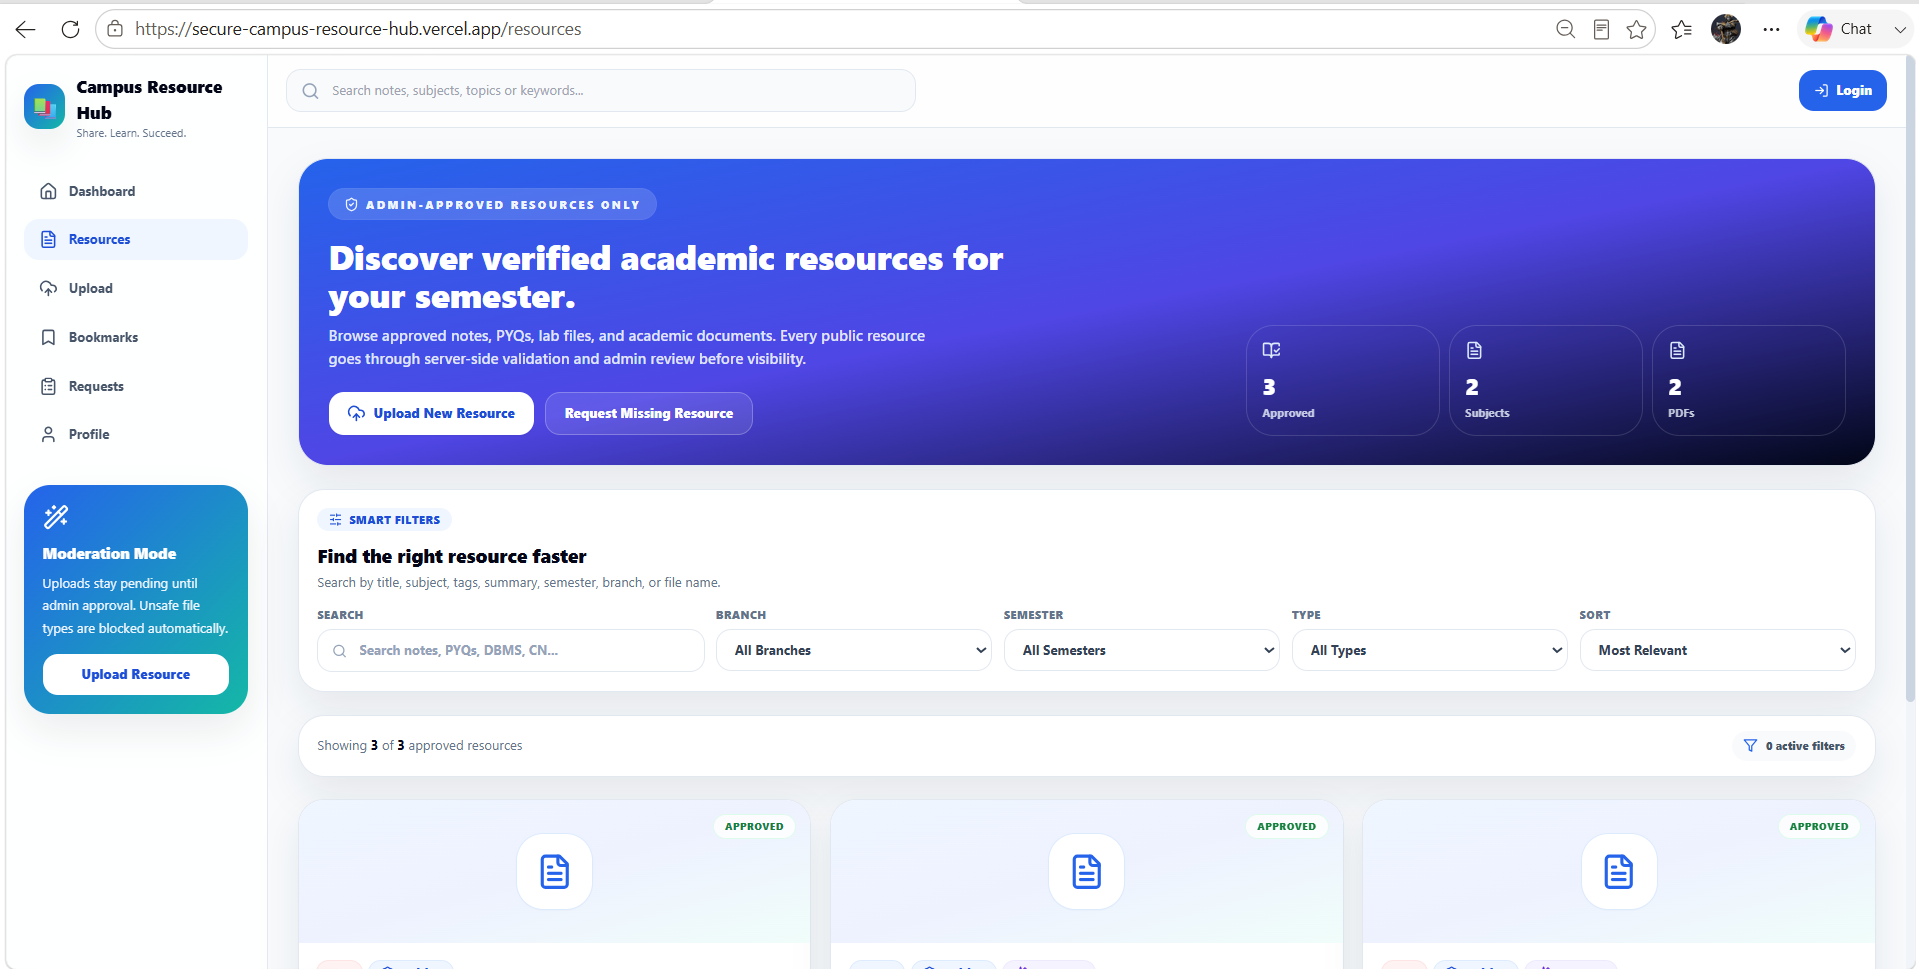 https://secure-campus-resource-hub.vercel.app/resources
Chat
Campus Resource
Hub
Share. Learn. Succeed.
Search notes, subjects, topics or keywords...
Login
Dashboard
Resources
Upload
Bookmarks
Requests
Profile
Moderation Mode
Uploads stay pending until
admin approval. Unsafe file
types are blocked automatically.
Upload Resource
ADMIN-APPROVED RESOURCES ONLY
Discover verified academic resources for
your semester.
Browse approved notes, PYQs, lab files, and academic documents. Every public resource
goes through server-side validation and admin review before visibility.
Upload New Resource
Request Missing Resource
3
Approved
2
Subjects
2
PDFs
SMART FILTERS
Find the right resource faster
Search by title, subject, tags, summary, semester, branch, or file name.
SEARCH
Search notes, PYQs, DBMS, CN...
BRANCH
All Branches
SEMESTER
All Semesters
TYPE
All Types
SORT
Most Relevant
Showing 3 of 3 approved resources
0 active filters
APPROVED
APPROVED
APPROVED